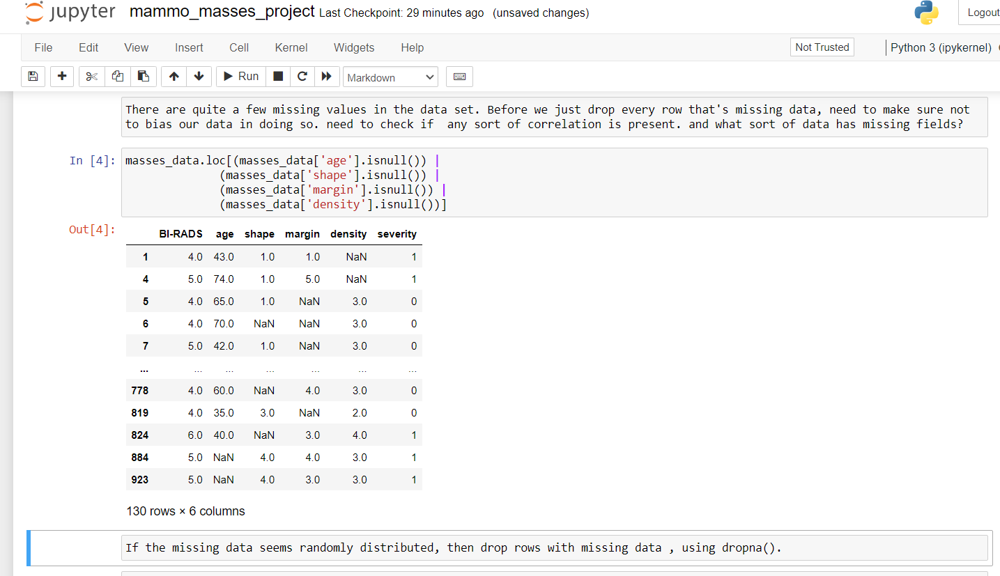 jupyter mammo_masses_project Last Checkpoint: 29 minutes ago (unsaved changes) Logout
File Edit View Insert Cell Kernel Widgets Help Not Trusted Python 3 (ipykernel)
Run Markdown
There are quite a few missing values in the data set. Before we just drop every row that's missing data, need to make sure not
to bias our data in doing so. need to check if  any sort of correlation is present. and what sort of data has missing fields?
In [4]: masses_data.loc[(masses_data['age'].isnull()) |
(masses_data['shape'].isnull()) |
(masses_data['margin'].isnull()) |
(masses_data['density'].isnull())]
Out[4]:
BI-RADS age shape margin density severity
1 4.0 43.0 1.0 1.0 NaN 1
4 5.0 74.0 1.0 5.0 NaN 1
5 4.0 65.0 1.0 NaN 3.0 0
6 4.0 70.0 NaN NaN 3.0 0
7 5.0 42.0 1.0 NaN 3.0 0
... ... ... ... ... ... ...
778 4.0 60.0 NaN 4.0 3.0 0
819 4.0 35.0 3.0 NaN 2.0 0
824 6.0 40.0 NaN 3.0 4.0 1
884 5.0 NaN 4.0 4.0 3.0 1
923 5.0 NaN 4.0 3.0 3.0 1
130 rows × 6 columns
If the missing data seems randomly distributed, then drop rows with missing data , using dropna().